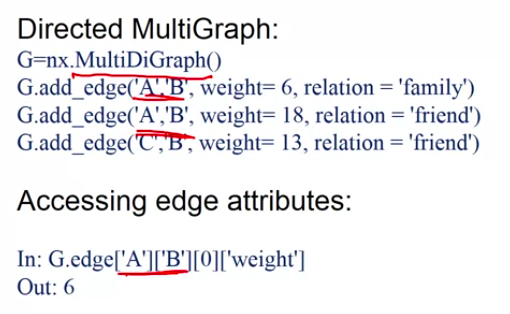 Directed MultiGraph:
G=nx.MultiDiGraph()
G.add_edge('A','B', weight= 6, relation = 'family')
G.add_edge('A','B', weight= 18, relation = 'friend')
G.add_edge('C','B', weight= 13, relation = 'friend')
Accessing edge attributes:
In: G.edge['A']['B'][0]['weight']
Out: 6